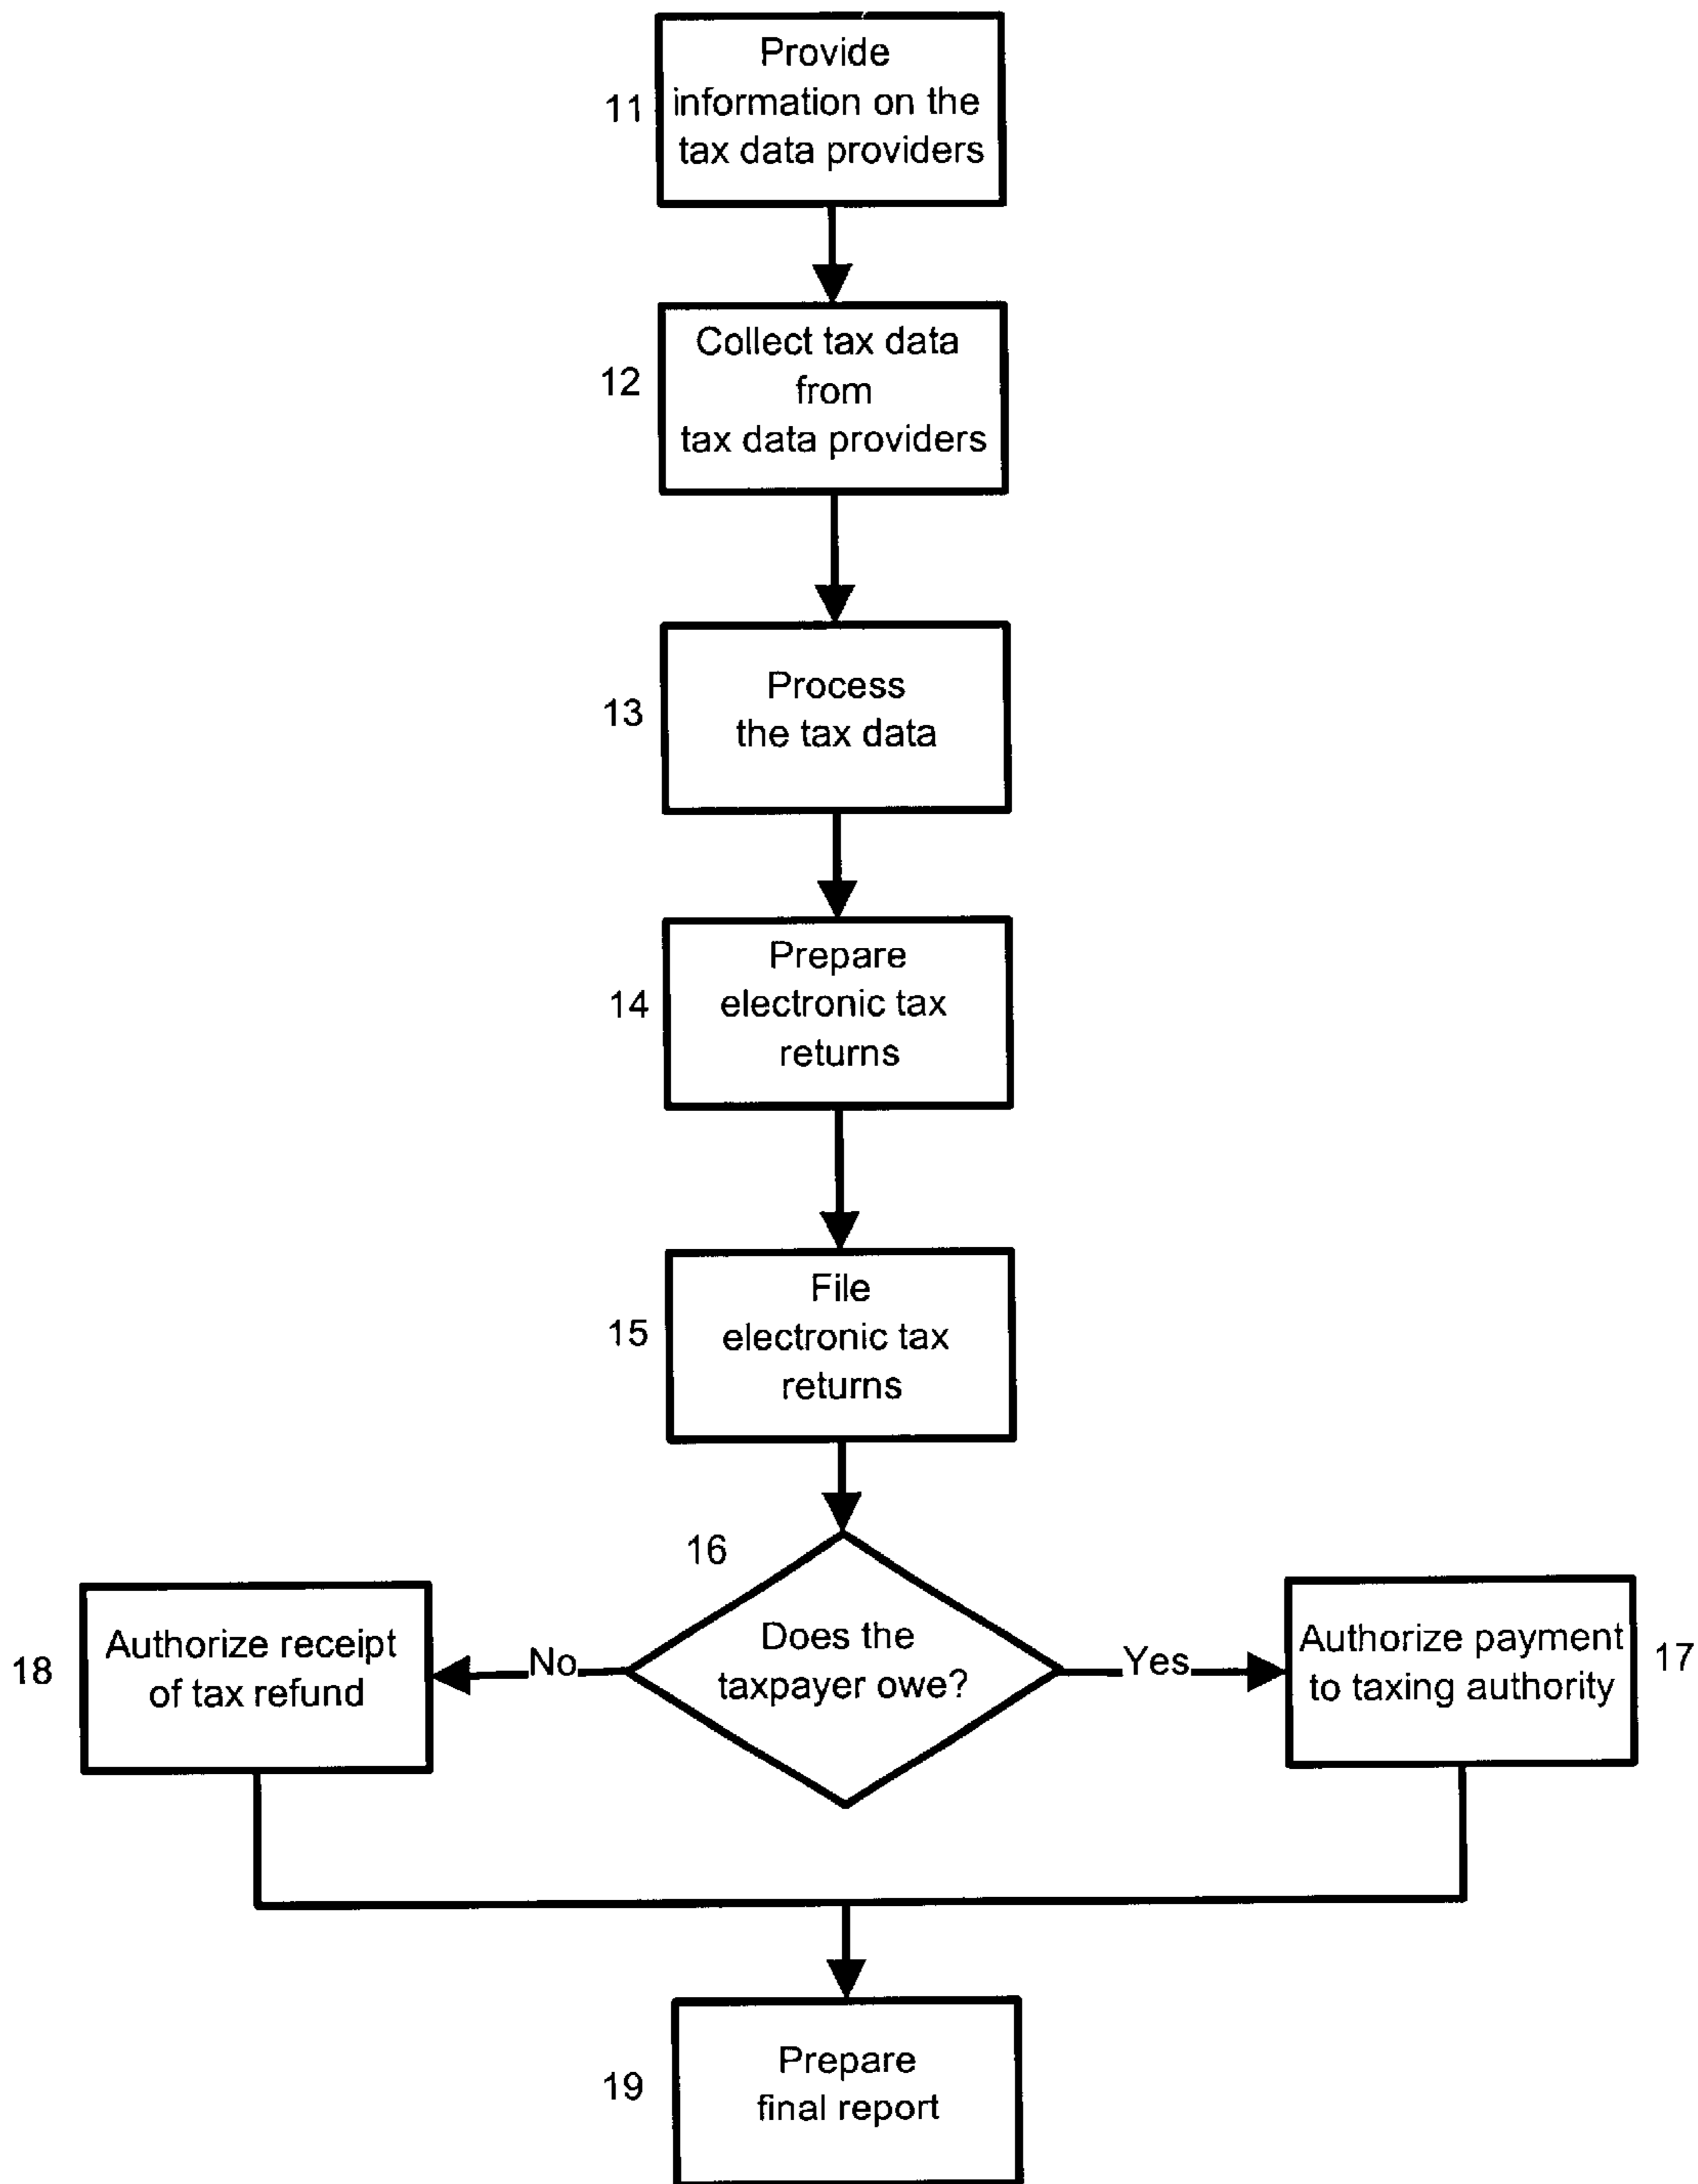 Provide
11 information on the
tax data providers
Collect tax data
12 from
tax data providers
Process
13 the tax data
Prepare
14 electronic tax
returns
File
15 electronic tax
returns
16
Does the
taxpayer owe?
No
Yes
18 Authorize receipt
of tax refund
Authorize payment 17
to taxing authority
Prepare
19 final report